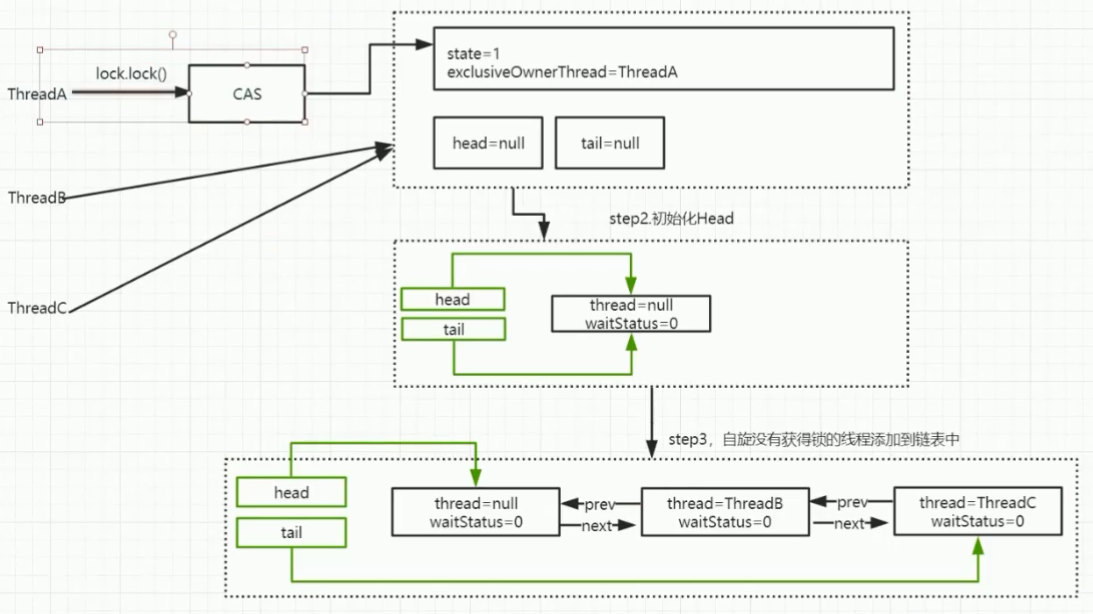 lock.lock()
ThreadA
CAS
state=1
exclusiveOwnerThread=ThreadA
head=null
tail=null
ThreadB
ThreadC
step2.初始化Head
head
tail
thread=null
waitStatus=0
step3，自旋没有获得锁的线程添加到链表中
head
tail
thread=null
waitStatus=0
prev
next
thread=ThreadB
waitStatus=0
prev
next
thread=ThreadC
waitStatus=0